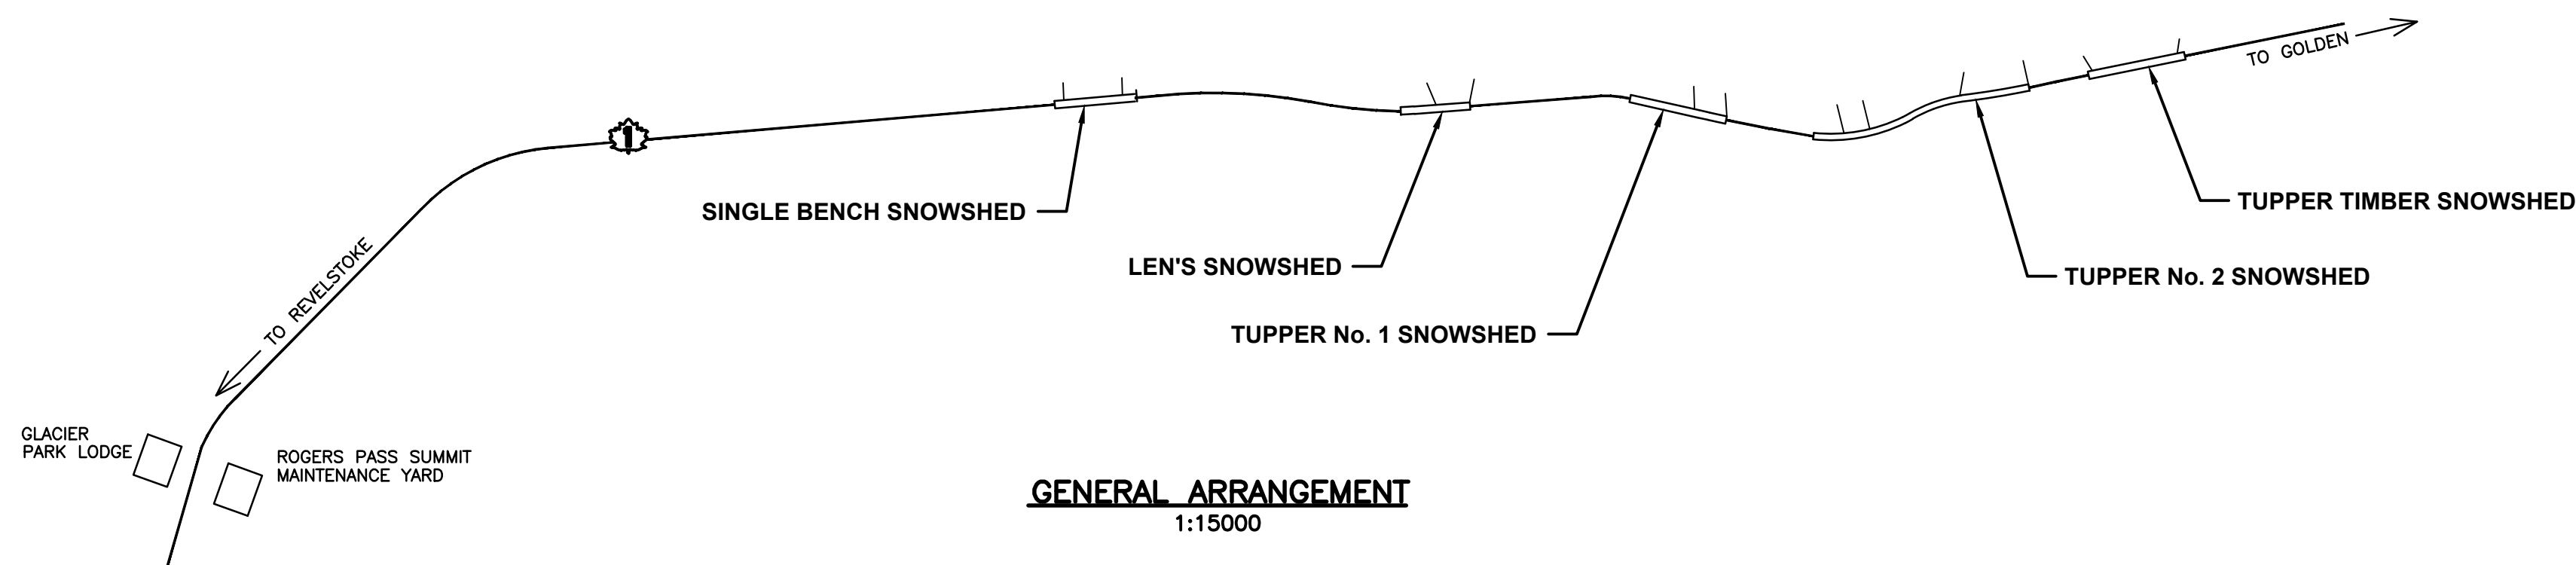 TO GOLDEN
1
SINGLE BENCH SNOWSHED
TUPPER TIMBER SNOWSHED
LEN'S SNOWSHED
TUPPER No. 2 SNOWSHED
TO REVELSTOKE
TUPPER No. 1 SNOWSHED
GLACIER
PARK LODGE
ROGERS PASS SUMMIT
MAINTENANCE YARD
GENERAL ARRANGEMENT
1:15000